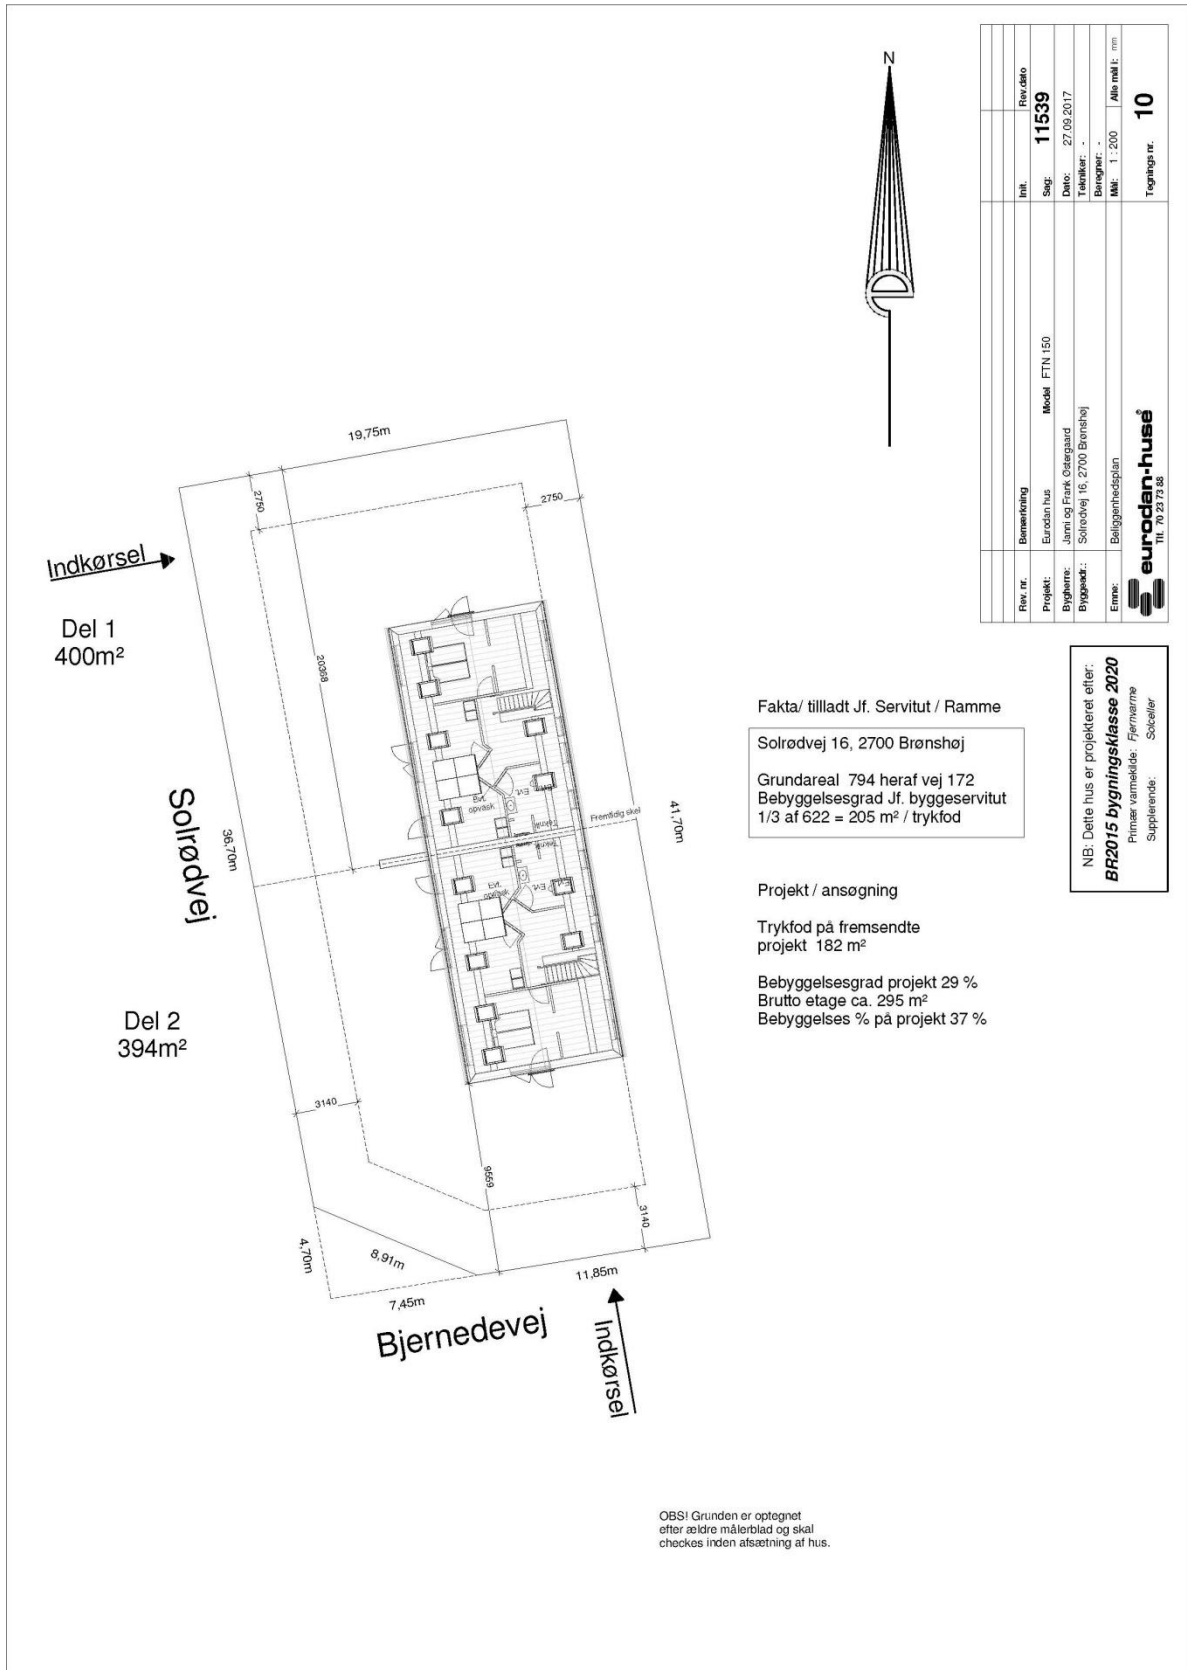 N
Rev. nr.
Bemærkning
Init.
Rev.dato
Projekt:
Eurodan hus
Model FTN 150
Sag:
11539
Bygherre:
Janni og Frank Østergaard
Dato: 27.09.2017
Byggeadr.:
Solrødvej 16, 2700 Brønshøj
Tekniker: -
Beregner: -
Emne:
Beliggenhedsplan
Mål: 1 : 200
Alle mål i: mm
eurodan-huse®
Tlf. 70 23 73 88
Tegnings nr.
10
NB: Dette hus er projekteret efter:
BR2015 bygningsklasse 2020
Primær varmekilde: Fjernvarme
Supplerende: Solceller
19,75m
2750
2750
Indkørsel
Del 1
400m²
20368
Solrødvej
36,70m
Evt.
opvask
Evt.
Teknik
Fremtidig skel
41,70m
Teknik
Evt.
Evt.
opvask
Del 2
394m²
3140
9559
3140
4,70m
8,91m
7,45m
11,85m
Bjernedevej
Indkørsel
Fakta/ tillladt Jf. Servitut / Ramme
Solrødvej 16, 2700 Brønshøj
Grundareal 794 heraf vej 172
Bebyggelsesgrad Jf. byggeservitut
1/3 af 622 = 205 m² / trykfod
Projekt / ansøgning
Trykfod på fremsendte
projekt 182 m²
Bebyggelsesgrad projekt 29 %
Brutto etage ca. 295 m²
Bebyggelses % på projekt 37 %
OBS! Grunden er optegnet
efter ældre målerblad og skal
checkes inden afsætning af hus.